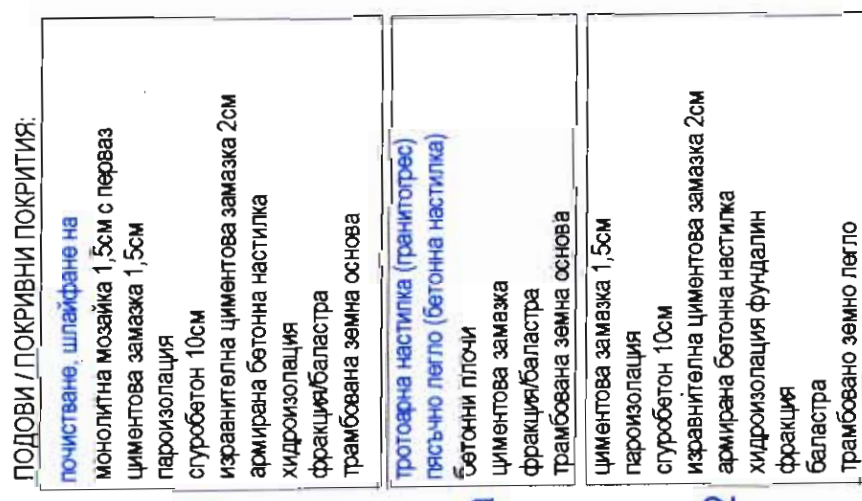 ПОДОВИ / ПОКРИВНИ ПОКРИТИЯ:
почистване, шлайфане на
монолитна мозайка 1,5см с перваз
циментова замазка 1,5см
пароизолация
сгуробетон 10см
изравнителна циментова замазка 2см
армирана бетонна настилка
хидроизолация
фракция/баластра
трамбована земна основа
тротоарна настилка (гранитогрес)
пясъчно легло (бетонна настилка)
бетонни плочи
циментова замазка
фракция/баластра
трамбована земна основа
циментова замазка 1,5см
пароизолация
сгуробетон 10см
изравнителна циментова замазка 2см
армирана бетонна настилка
хидроизолация фундалин
фракция
баластра
трамбовано земно легло